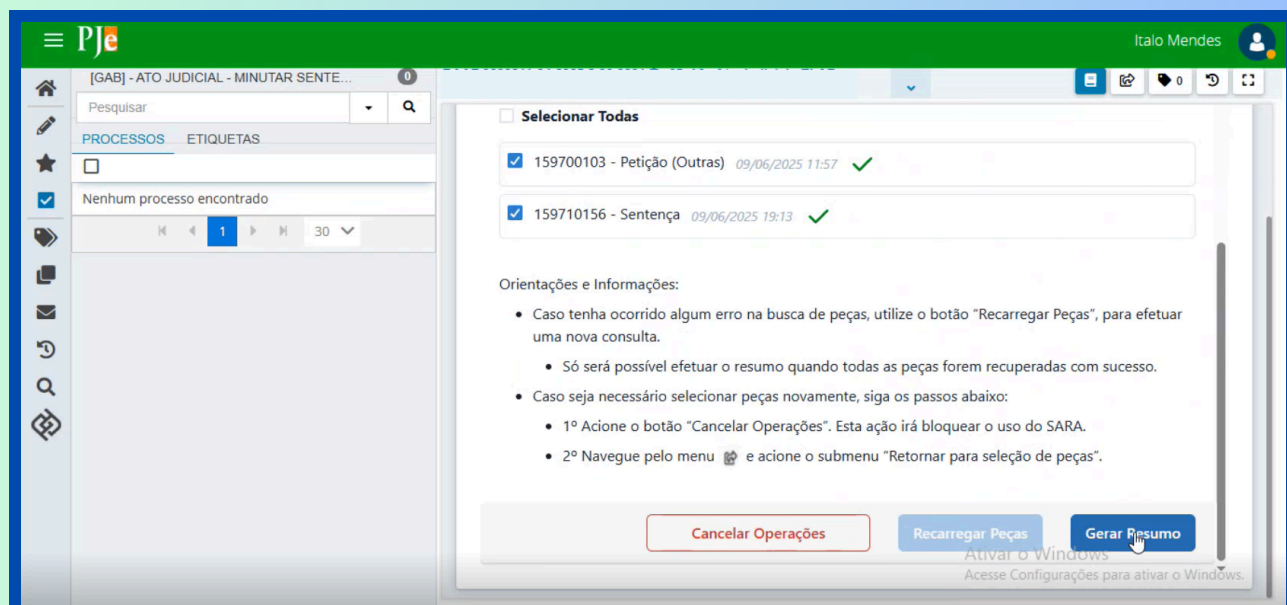 PJe
Italo Mendes
[GAB] - ATO JUDICIAL - MINUTAR SENTE...
0
Pesquisar
PROCESSOS
ETIQUETAS
Nenhum processo encontrado
1
30
0
Selecionar Todas
159700103 - Petição (Outras) 09/06/2025 11:57
159710156 - Sentença 09/06/2025 19:13
Orientações e Informações:
• Caso tenha ocorrido algum erro na busca de peças, utilize o botão “Recarregar Peças”, para efetuar
uma nova consulta.
• Só será possível efetuar o resumo quando todas as peças forem recuperadas com sucesso.
• Caso seja necessário selecionar peças novamente, siga os passos abaixo:
• 1º Acione o botão “Cancelar Operações”. Esta ação irá bloquear o uso do SARA.
• 2º Navegue pelo menu e acione o submenu “Retornar para seleção de peças”.
Cancelar Operações
Recarregar Peças
Gerar Resumo
Ativar o Windows
Acesse Configurações para ativar o Windows.